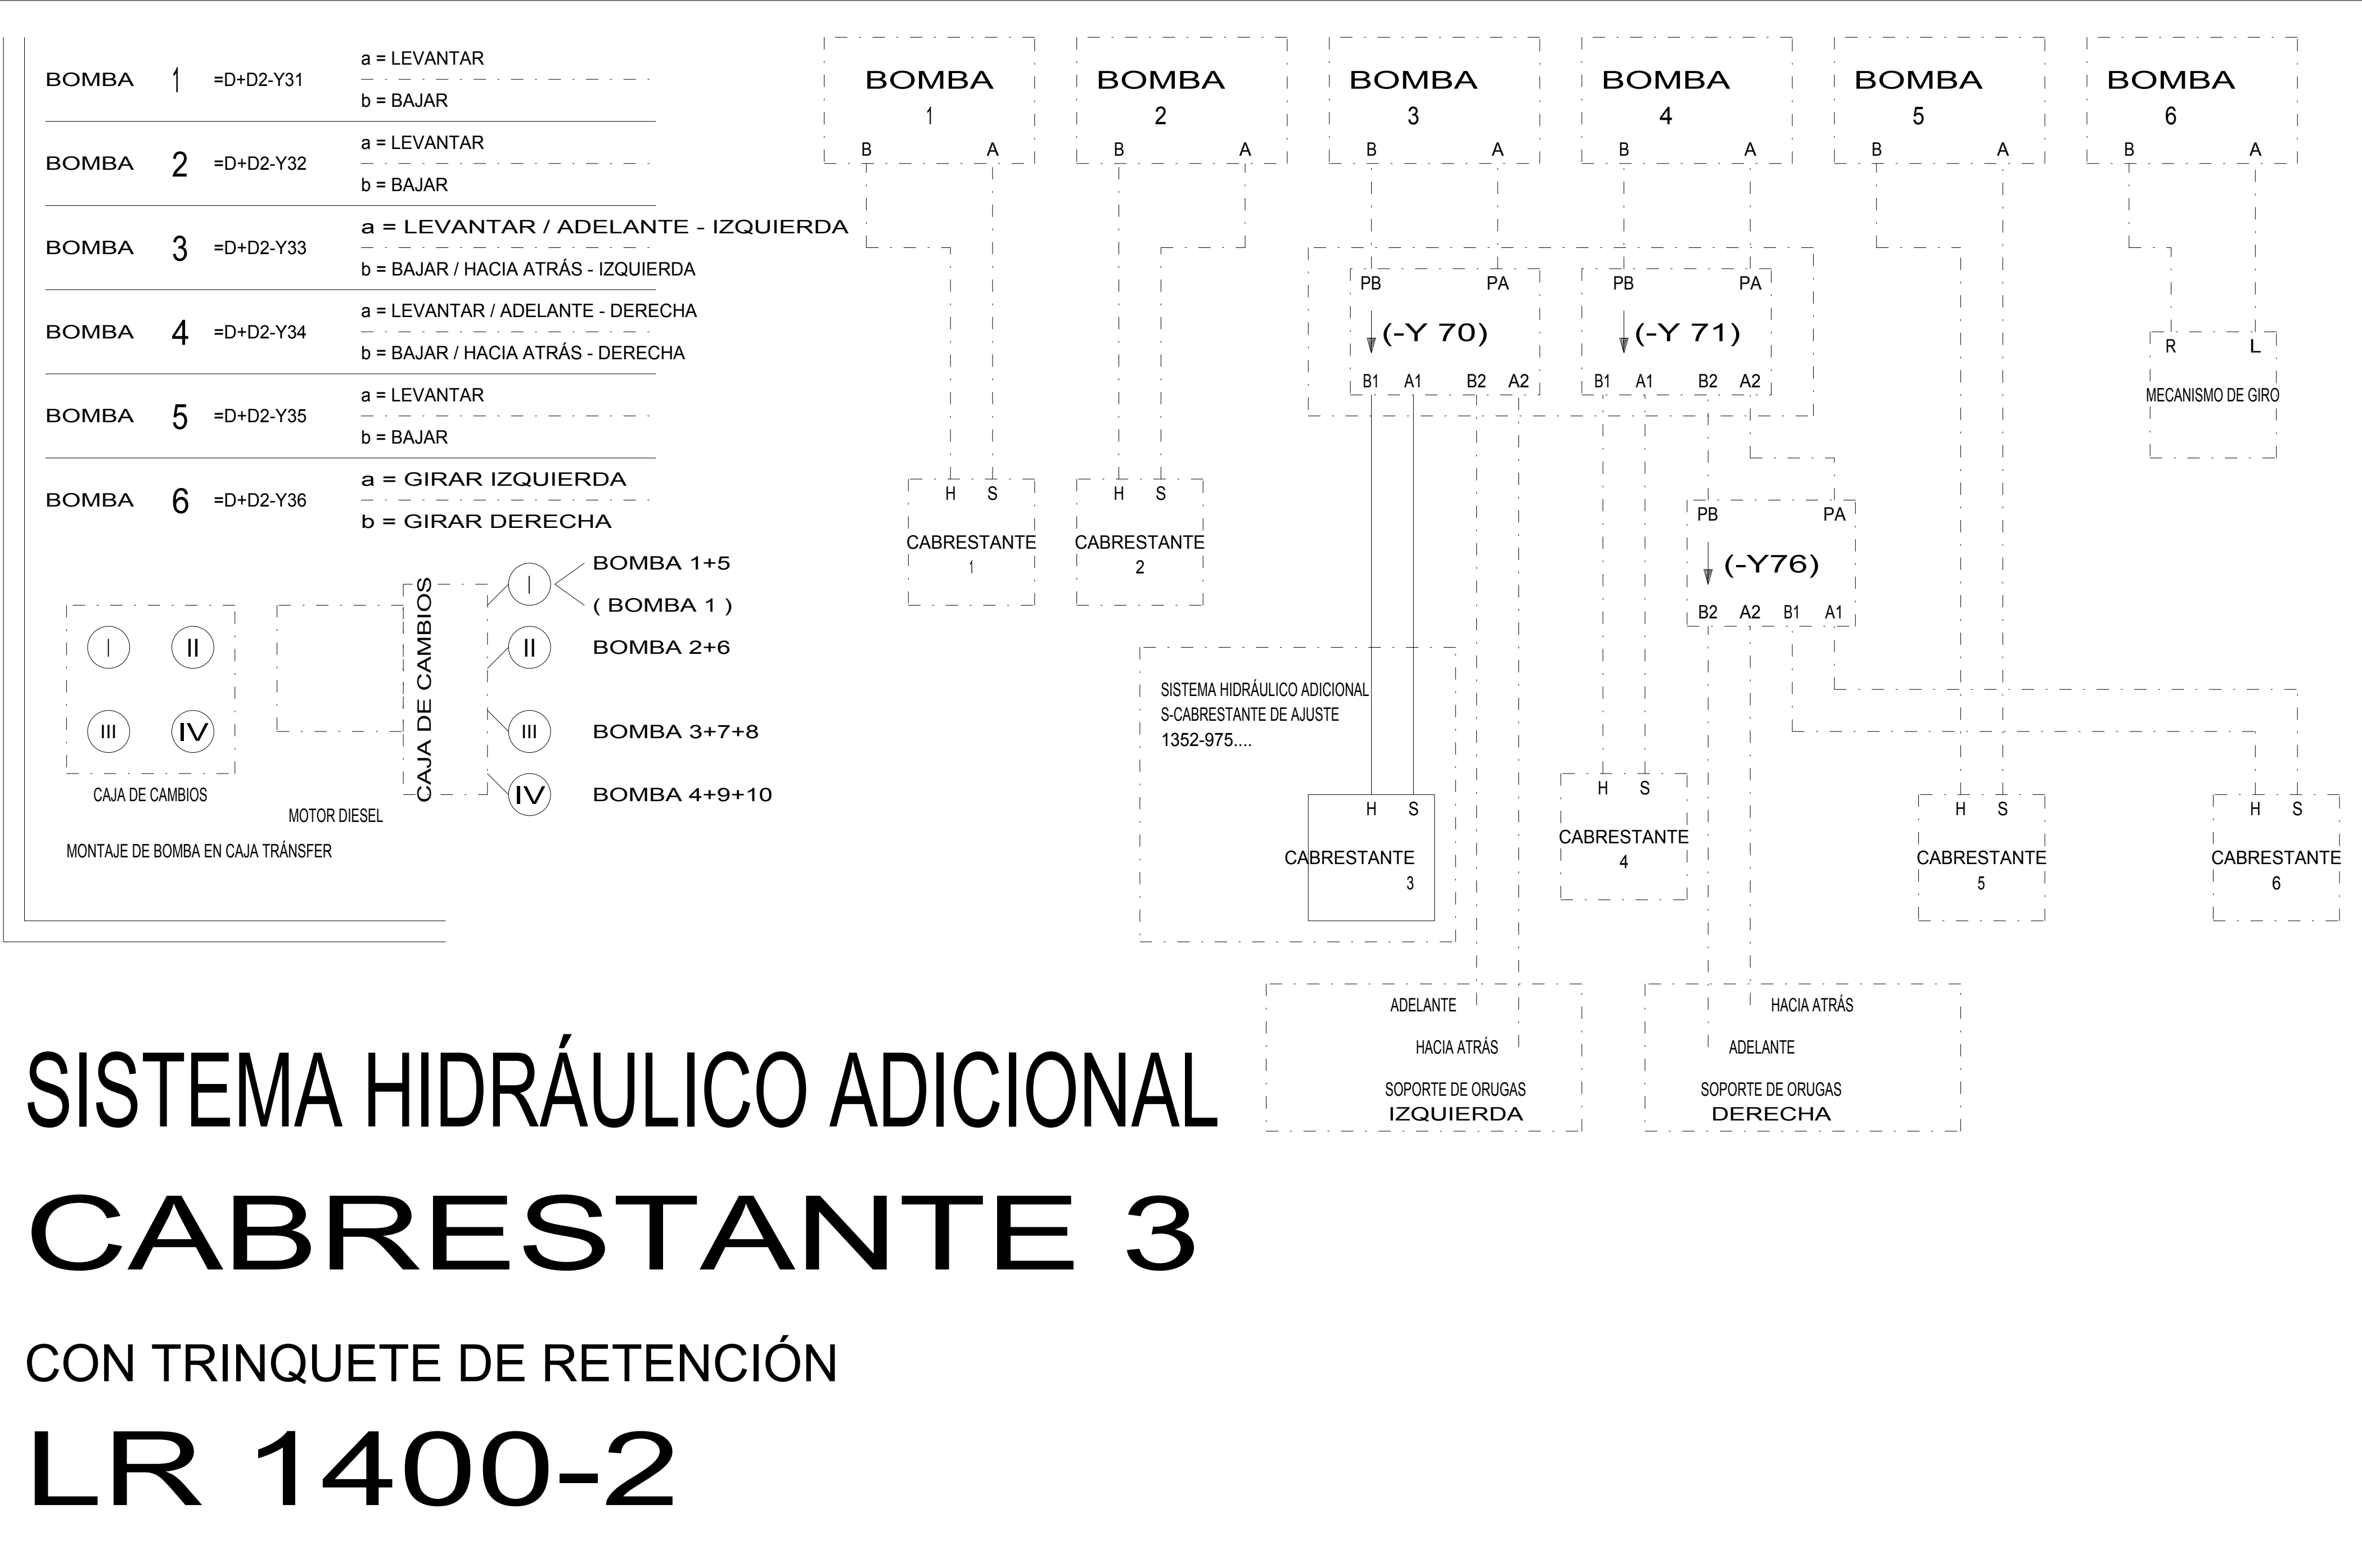 BOMBA 1 =D+D2-Y31
a = LEVANTAR
b = BAJAR
BOMBA 2 =D+D2-Y32
a = LEVANTAR
b = BAJAR
BOMBA 3 =D+D2-Y33
a = LEVANTAR / ADELANTE - IZQUIERDA
b = BAJAR / HACIA ATRÁS - IZQUIERDA
BOMBA 4 =D+D2-Y34
a = LEVANTAR / ADELANTE - DERECHA
b = BAJAR / HACIA ATRÁS - DERECHA
BOMBA 5 =D+D2-Y35
a = LEVANTAR
b = BAJAR
BOMBA 6 =D+D2-Y36
a = GIRAR IZQUIERDA
b = GIRAR DERECHA
I II
III IV
CAJA DE CAMBIOS
MOTOR DIESEL
MONTAJE DE BOMBA EN CAJA TRÁNSFER
CAJA DE CAMBIOS
I
BOMBA 1+5
( BOMBA 1 )
II
BOMBA 2+6
III
BOMBA 3+7+8
IV
BOMBA 4+9+10
BOMBA
1
B A
BOMBA
2
B A
BOMBA
3
B A
BOMBA
4
B A
BOMBA
5
B A
BOMBA
6
B A
PB PA
(-Y 70)
B1 A1 B2 A2
PB PA
(-Y 71)
B1 A1 B2 A2
R L
MECANISMO DE GIRO
H S
CABRESTANTE
1
H S
CABRESTANTE
2
PB PA
(-Y76)
B2 A2 B1 A1
SISTEMA HIDRÁULICO ADICIONAL
S-CABRESTANTE DE AJUSTE
1352-975....
H S
CABRESTANTE
3
H S
CABRESTANTE
4
H S
CABRESTANTE
5
H S
CABRESTANTE
6
ADELANTE
HACIA ATRÁS
SOPORTE DE ORUGAS
IZQUIERDA
HACIA ATRÁS
ADELANTE
SOPORTE DE ORUGAS
DERECHA
SISTEMA HIDRÁULICO ADICIONAL
CABRESTANTE 3
CON TRINQUETE DE RETENCIÓN
LR 1400-2